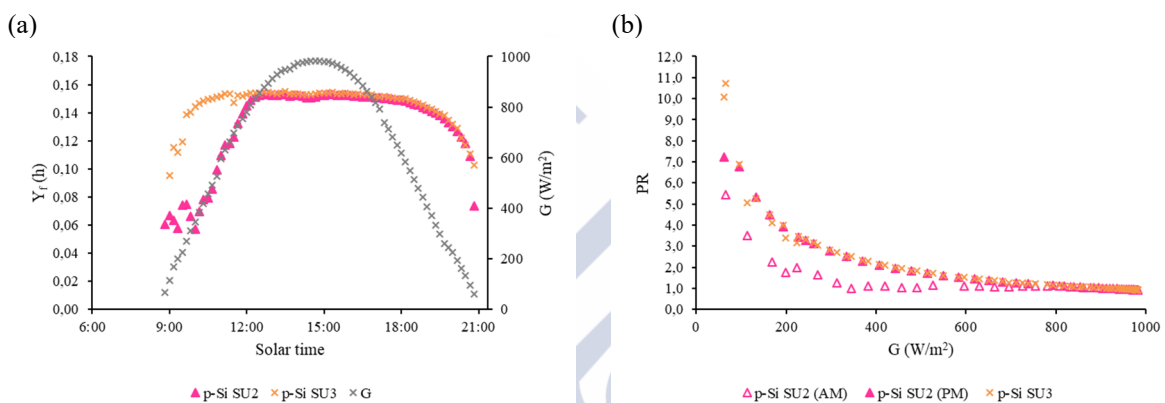 (a)
0,18
0,16
0,14
0,12
0,10
0,08
0,06
0,04
0,02
0,00
Yf (h)
1000
800
600
400
200
0
G (W/m²)
6:00 9:00 12:00 15:00 18:00 21:00
Solar time
p-Si SU2 p-Si SU3 G
(b)
12,0
11,0
10,0
9,0
8,0
7,0
6,0
5,0
4,0
3,0
2,0
1,0
0,0
PR
0 200 400 600 800 1000
G (W/m²)
p-Si SU2 (AM) p-Si SU2 (PM) p-Si SU3